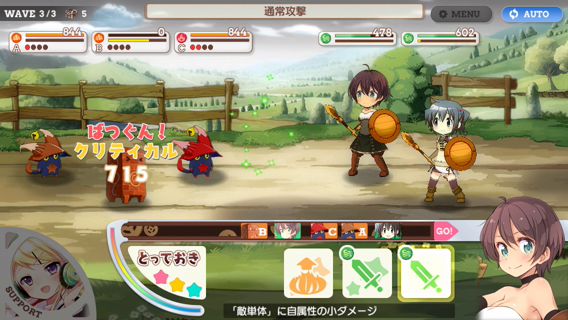 WAVE 3/3 5
通常攻撃
MENU
AUTO
844
A
0
B
844
C
478
602
ばつぐん!
クリティカル
715
B
C
A
GO!
とっておき
SUPPORT
「敵単体」に自属性の小ダメージ